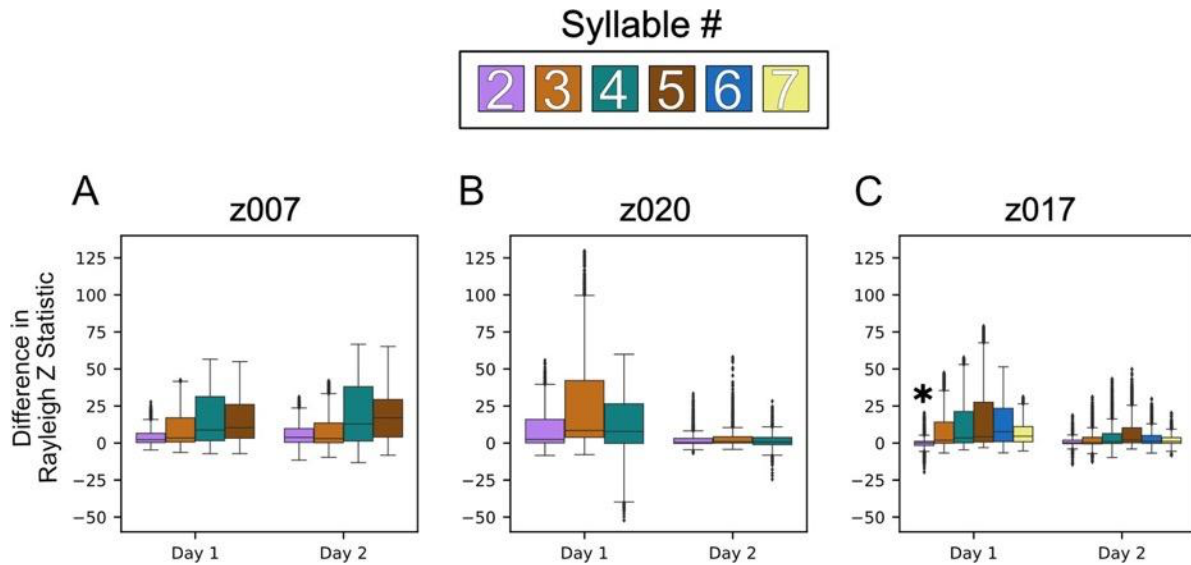 Syllable #
2 3 4 5 6 7
A
z007
B
z020
C
z017
Difference in
Rayleigh Z Statistic
125
100
75
50
25
0
−25
−50
Day 1
Day 2
125
100
75
50
25
0
−25
−50
Day 1
Day 2
125
100
75
50
25
0
−25
−50
*
Day 1
Day 2